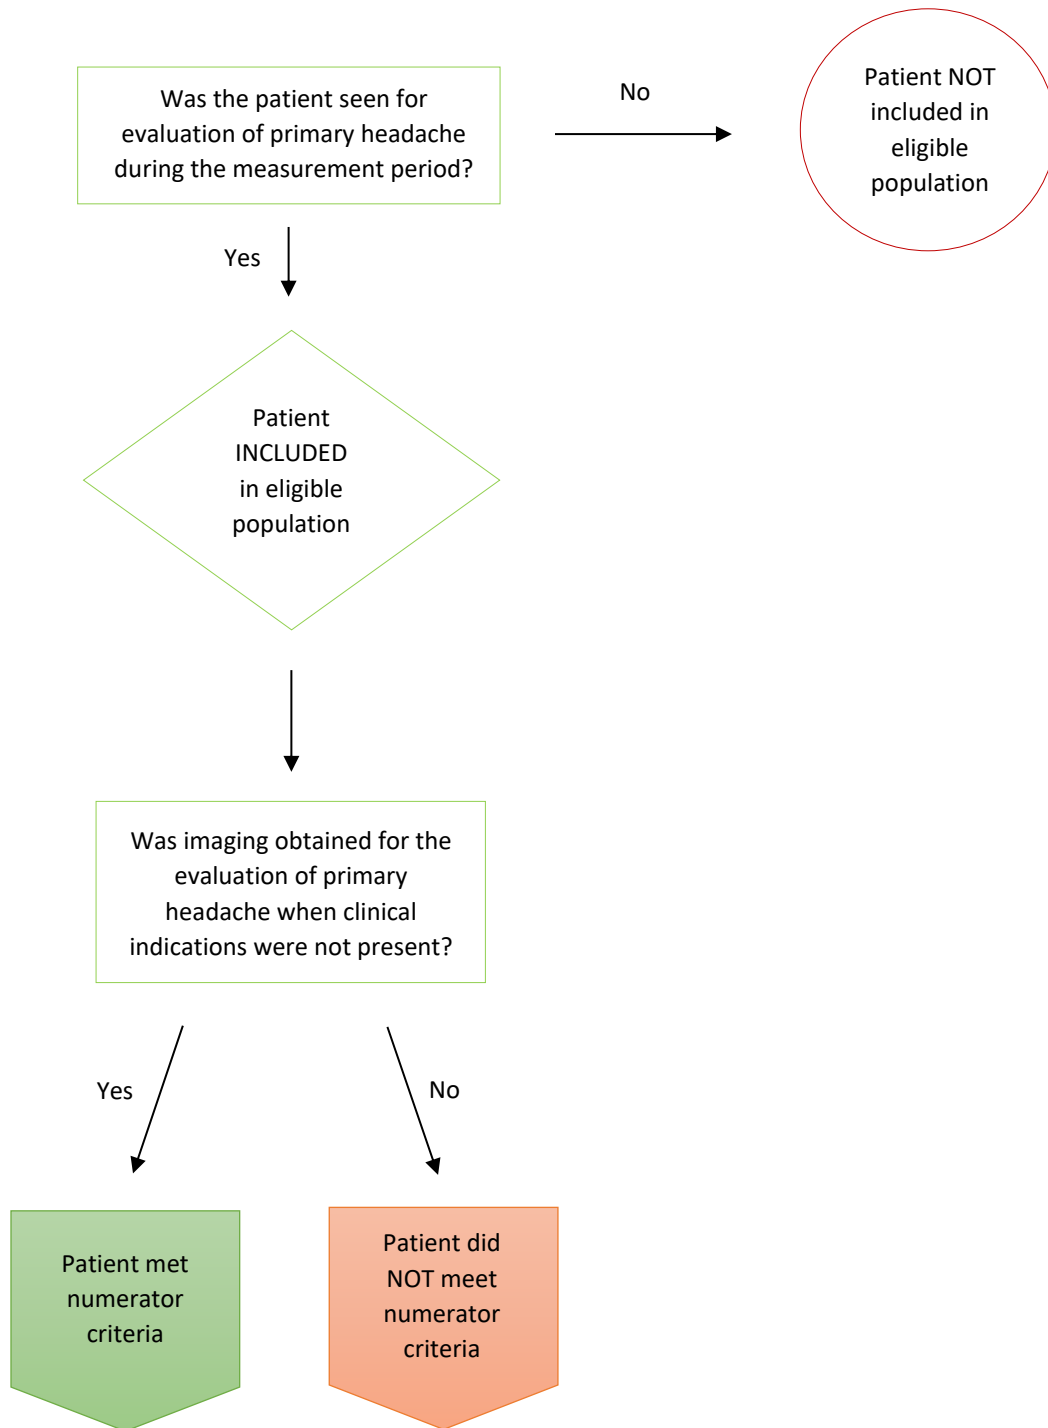 Was the patient seen for
evaluation of primary headache
during the measurement period?
No
Patient NOT
included in
eligible
population
Yes
Patient
INCLUDED
in eligible
population
Was imaging obtained for the
evaluation of primary
headache when clinical
indications were not present?
Yes
No
Patient met
numerator
criteria
Patient did
NOT meet
numerator
criteria